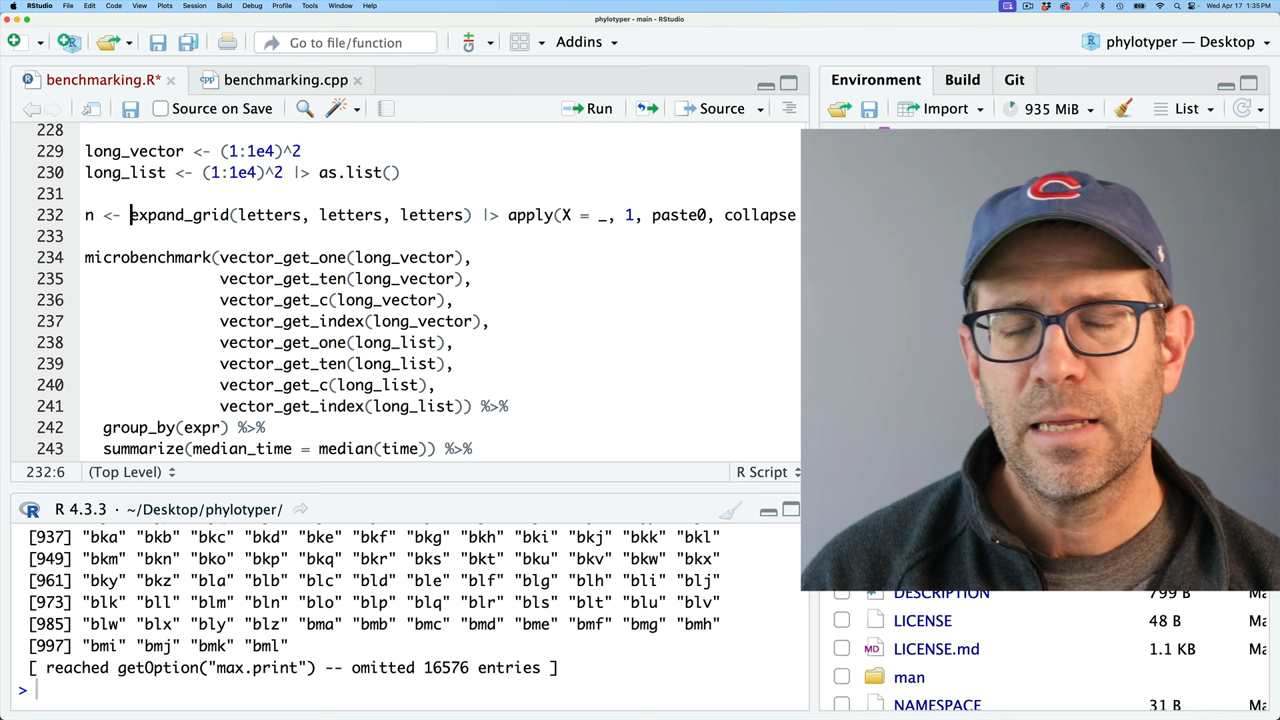 RStudio File Edit Code View Plots Session Build Debug Profile Tools Window Help Wed Apr 17 1:35PM
phylotyper - main - RStudio
Go to file/function Addins phylotyper — Desktop
benchmarking.R* benchmarking.cpp Environment Build Git
Source on Save Run Source Import 935 MiB List
228
229 long_vector <- (1:1e4)^2
230 long_list <- (1:1e4)^2 |> as.list()
231
232 n <- expand_grid(letters, letters, letters) |> apply(X = _, 1, paste0, collapse
233
234 microbenchmark(vector_get_one(long_vector),
235 vector_get_ten(long_vector),
236 vector_get_c(long_vector),
237 vector_get_index(long_vector),
238 vector_get_one(long_list),
239 vector_get_ten(long_list),
240 vector_get_c(long_list),
241 vector_get_index(long_list)) %>%
242 group_by(expr) %>%
243 summarize(median_time = median(time)) %>%
232:6 (Top Level) R Script
R 4.3.3 · ~/Desktop/phylotyper/
[937] "bka" "bkb" "bkc" "bkd" "bke" "bkf" "bkg" "bkh" "bki" "bkj" "bkk" "bkl"
[949] "bkm" "bkn" "bko" "bkp" "bkq" "bkr" "bks" "bkt" "bku" "bkv" "bkw" "bkx"
[961] "bky" "bkz" "bla" "blb" "blc" "bld" "ble" "blf" "blg" "blh" "bli" "blj"
[973] "blk" "bll" "blm" "bln" "blo" "blp" "blq" "blr" "bls" "blt" "blu" "blv"
[985] "blw" "blx" "bly" "blz" "bma" "bmb" "bmc" "bmd" "bme" "bmf" "bmg" "bmh"
[997] "bmi" "bmj" "bmk" "bml"
[ reached getOption("max.print") -- omitted 16576 entries ]
>
DESCRIPTION 799 B Ma
LICENSE 48 B Ma
LICENSE.md 1.1 KB Ma
man
NAMESPACE 31 B Ma